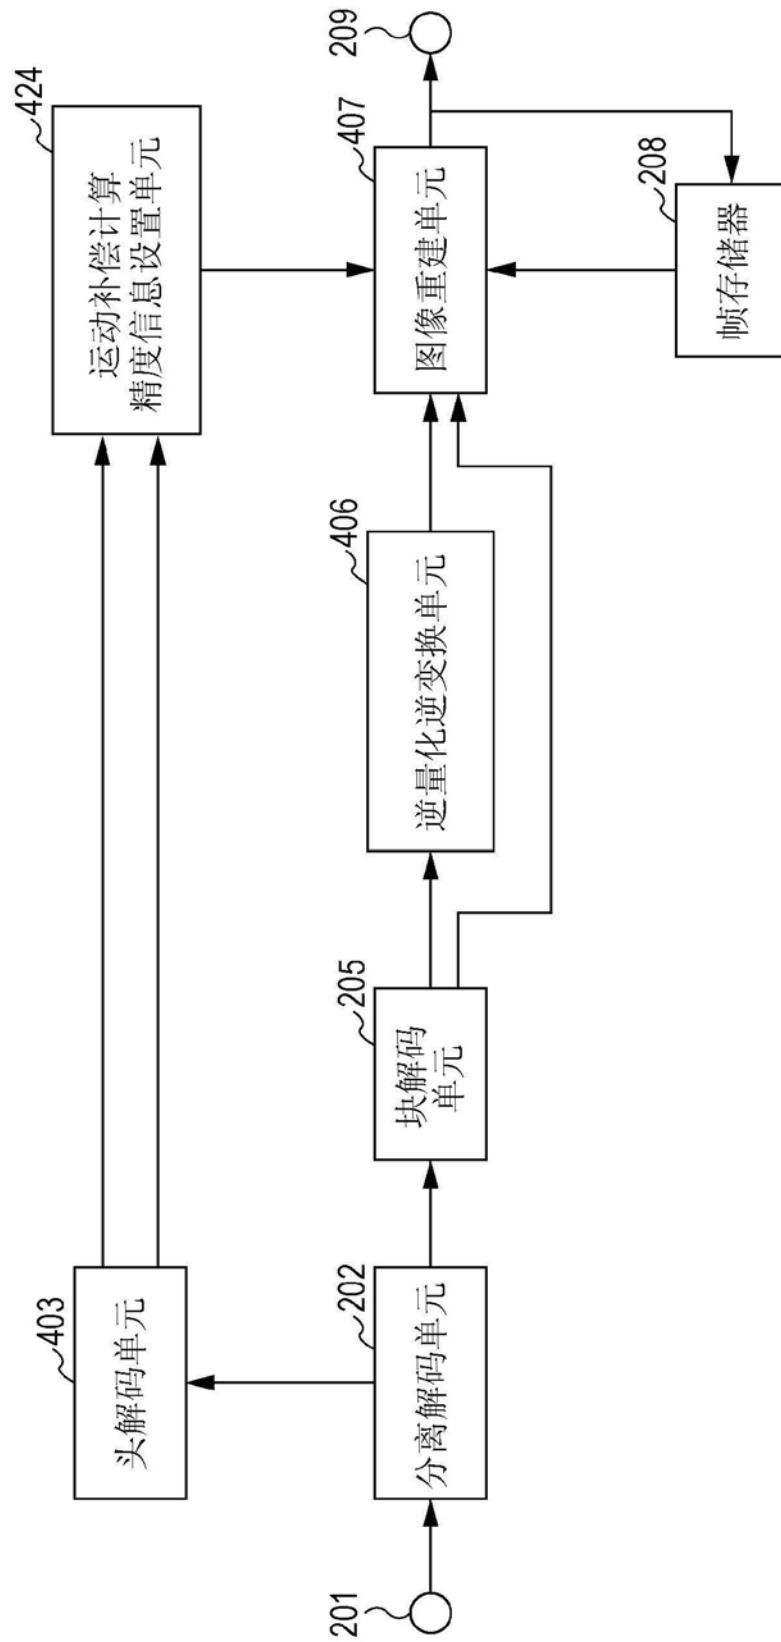 403
头解码单元
424
运动补偿计算
精度信息设置单元
201
202
分离解码单元
205
块解码
单元
406
逆量化逆变换单元
407
图像重建单元
209
208
帧存储器